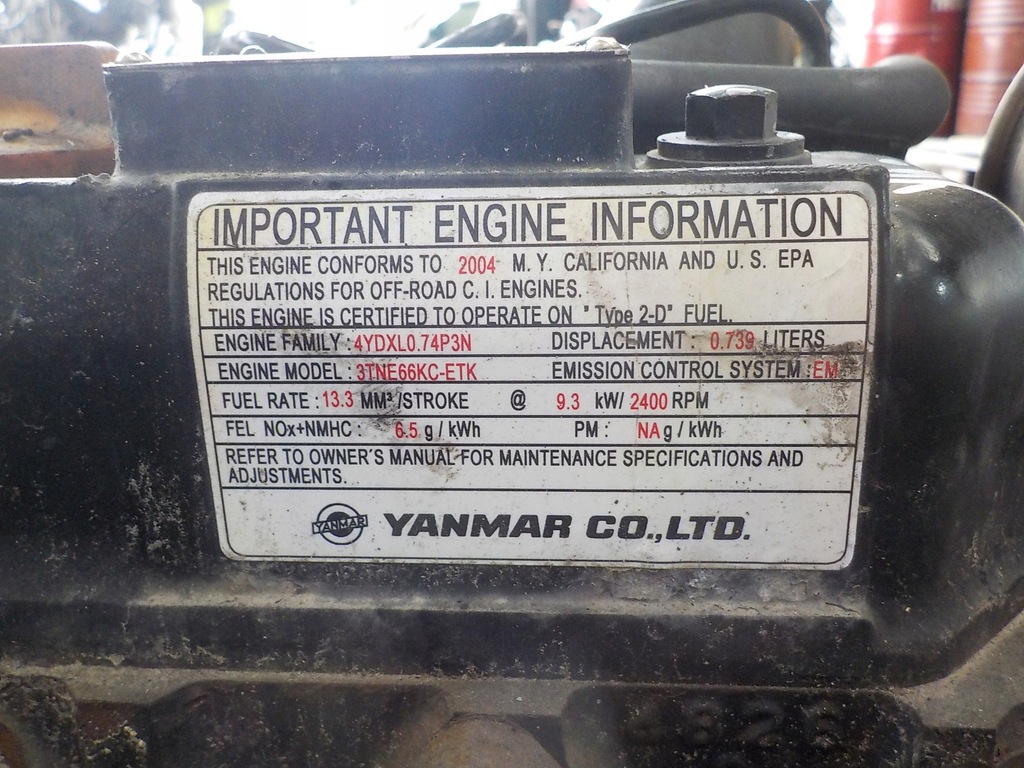 IMPORTANT ENGINE INFORMATION
THIS ENGINE CONFORMS TO 2004 M. Y. CALIFORNIA AND U. S. EPA
REGULATIONS FOR OFF-ROAD C. I. ENGINES.
THIS ENGINE IS CERTIFIED TO OPERATE ON " Type 2-D" FUEL.
ENGINE FAMILY : 4YDXL0.74P3N DISPLACEMENT : 0.739 LITERS
ENGINE MODEL : 3TNE66KC-ETK EMISSION CONTROL SYSTEM : EM
FUEL RATE : 13.3 MM³/STROKE @ 9.3 kW/ 2400 RPM
FEL NOx+NMHC : 6.5 g / kWh PM : NA g / kWh
REFER TO OWNER'S MANUAL FOR MAINTENANCE SPECIFICATIONS AND
ADJUSTMENTS.
YANMAR YANMAR CO.,LTD.